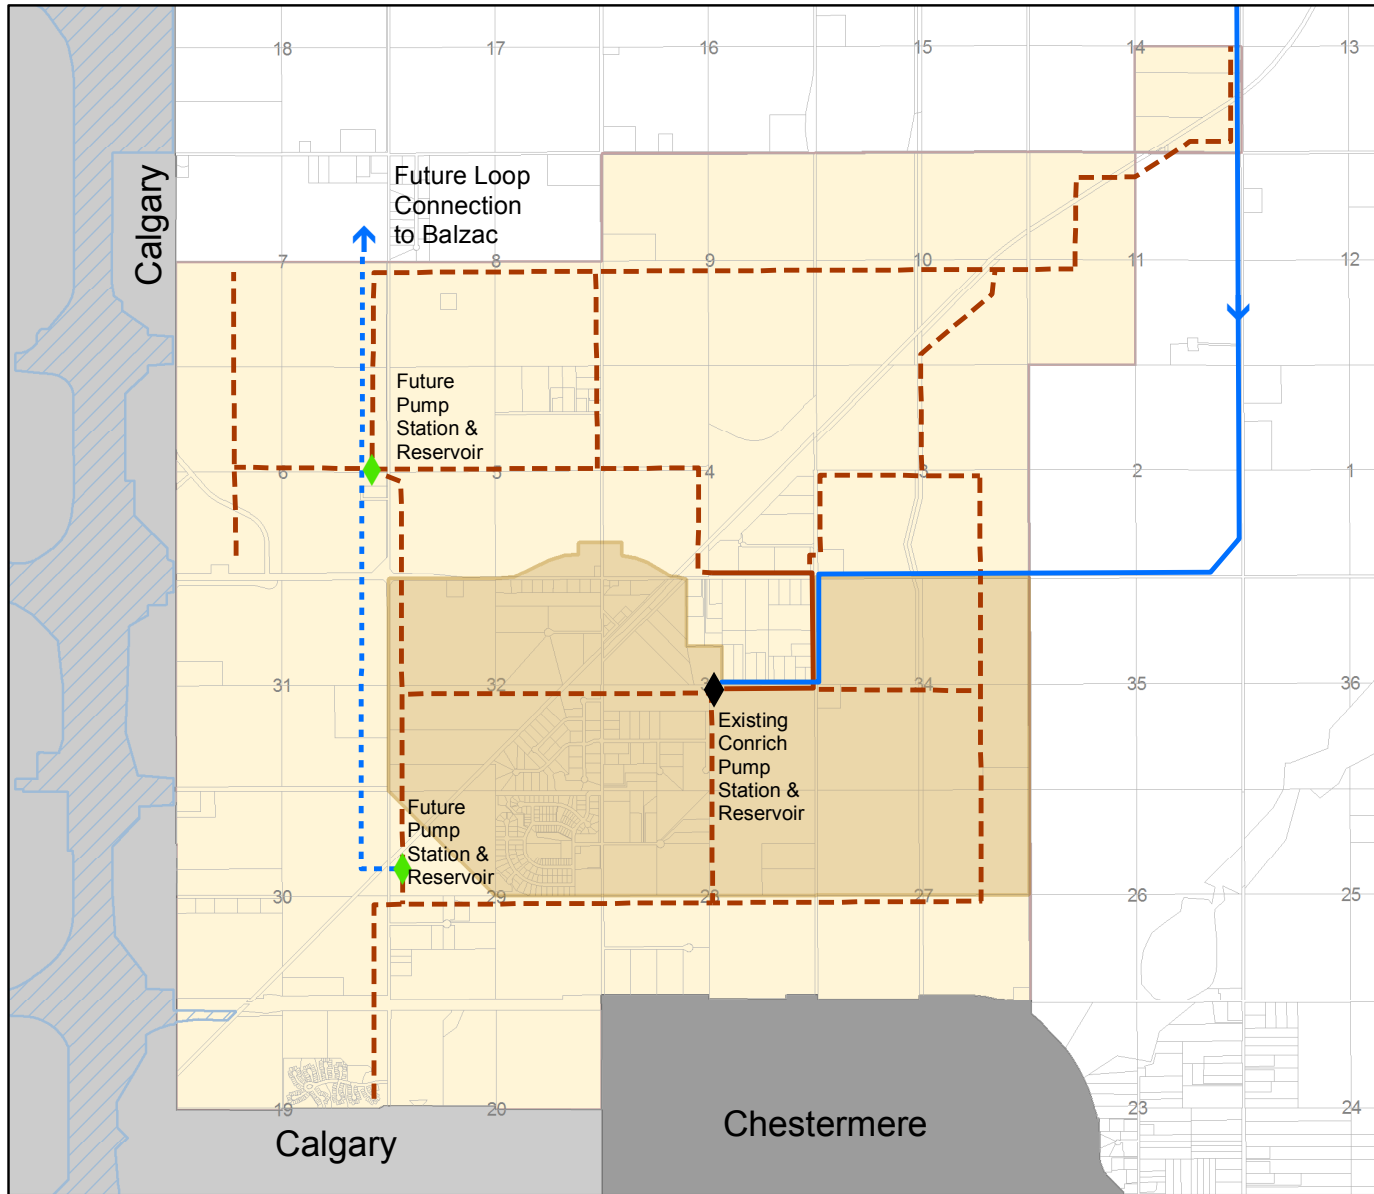 18
17
16
15
14
13
Calgary
Future Loop
Connection
to Balzac
7
8
9
10
11
12
Future
Pump
Station &
Reservoir
6
5
4
3
2
1
31
32
34
35
36
Existing
Conrich
Pump
Station &
Reservoir
Future
Pump
Station &
Reservoir
30
29
28
27
26
25
19
20
23
24
Calgary
Chestermere